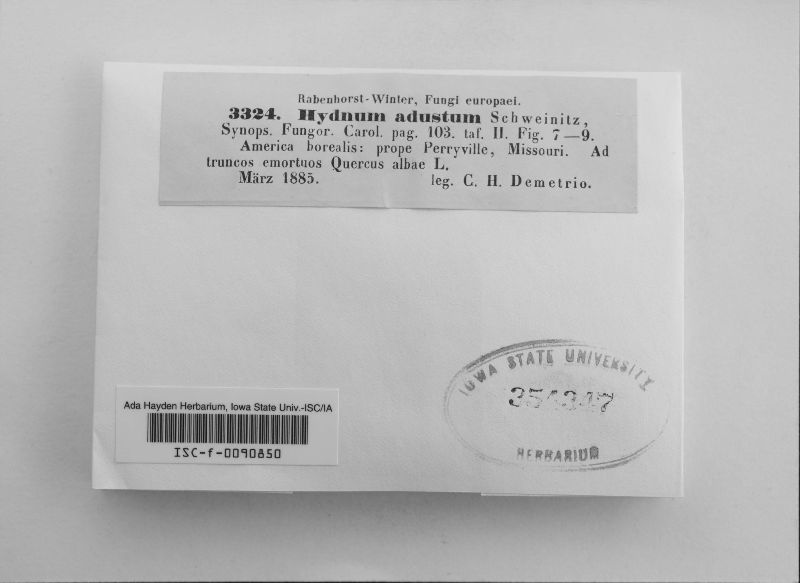 Rabenhorst-Winter, Fungi europaei.
3324. Hydnum adustum Schweinitz,
Synops. Fungor. Carol. pag. 103. taf. II. Fig. 7—9.
America borealis: prope Perryville, Missouri. Ad
truncos emortuos Quercus albae L.
März 1885. leg. C. H. Demetrio.
IOWA STATE UNIVERSITY
354347
HERBARIUM
Ada Hayden Herbarium, Iowa State Univ.-ISC/IA
ISC-f-0090850